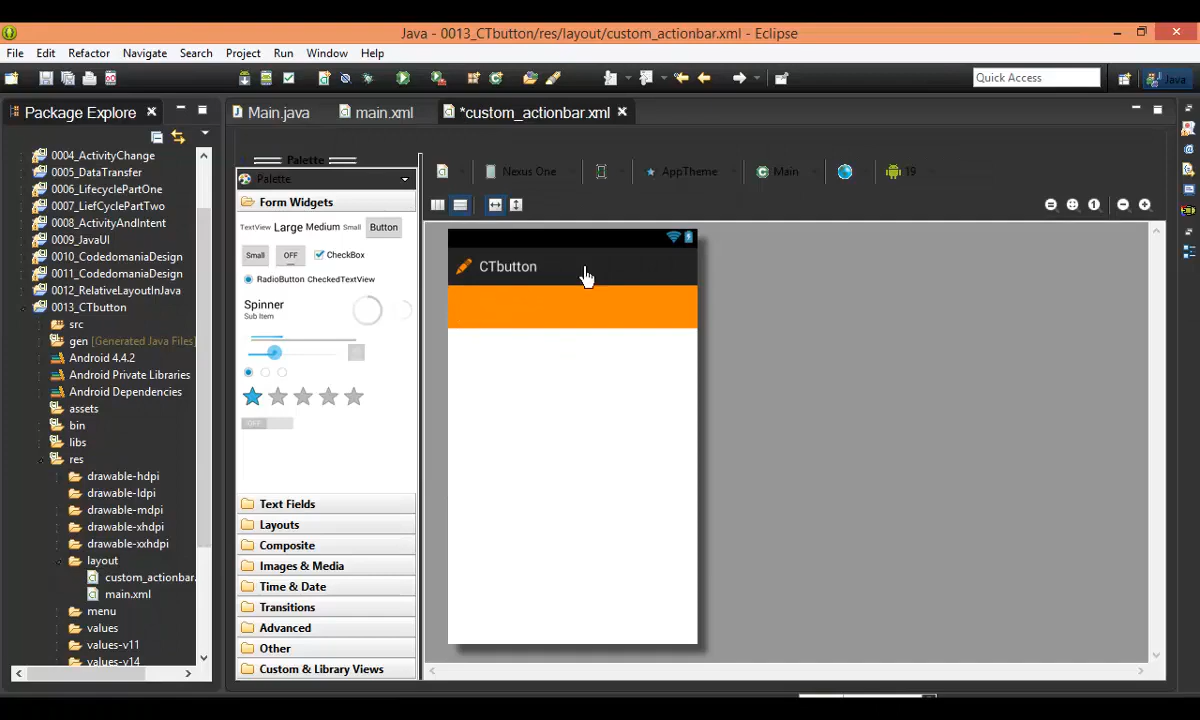 Java - 0013_CTbutton/res/layout/custom_actionbar.xml - Eclipse
File Edit Refactor Navigate Search Project Run Window Help
Quick Access
Java
Package Explore
Main.java
main.xml
*custom_actionbar.xml
Palette
Palette
Nexus One
AppTheme
Main
19
0004_ActivityChange
0005_DataTransfer
0006_LifecyclePartOne
0007_LiefCyclePartTwo
0008_ActivityAndIntent
0009_JavaUI
0010_CodedomaniaDesign
0011_CodedomaniaDesign
0012_RelativeLayoutInJava
0013_CTbutton
src
gen [Generated Java Files]
Android 4.4.2
Android Private Libraries
Android Dependencies
assets
bin
libs
res
drawable-hdpi
drawable-ldpi
drawable-mdpi
drawable-xhdpi
drawable-xxhdpi
layout
custom_actionbar.
main.xml
menu
values
values-v11
values-v14
Form Widgets
TextView Large Medium Small Button
Small OFF CheckBox
RadioButton CheckedTextView
Spinner
Sub Item
OFF
Text Fields
Layouts
Composite
Images & Media
Time & Date
Transitions
Advanced
Other
Custom & Library Views
CTbutton